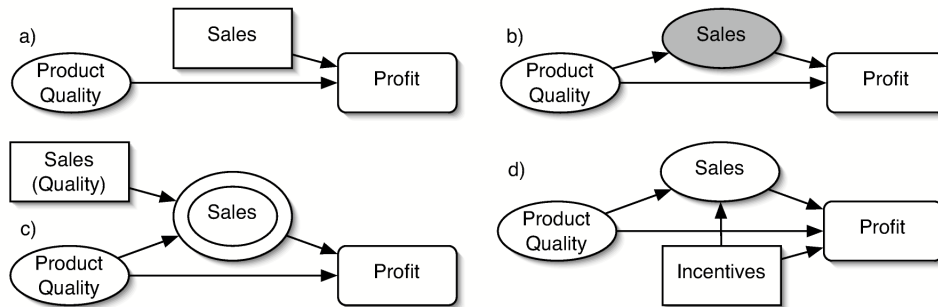 a)
Sales
Product
Quality
Profit
b)
Sales
Product
Quality
Profit
Sales
(Quality)
c)
Sales
Product
Quality
Profit
d)
Sales
Product
Quality
Profit
Incentives